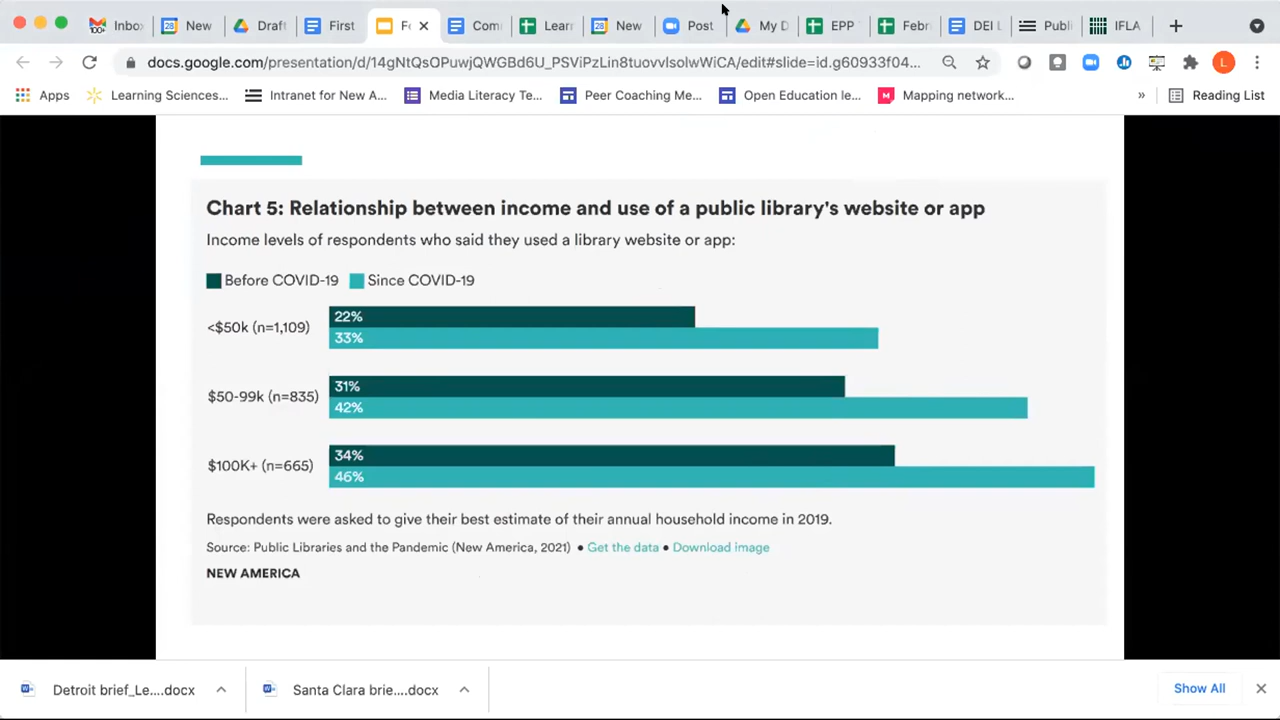 100+
Inbo
28
New
Draft
First
Fe
Com
Learn
28
New
Post
My D
EPP
Febr
DEI L
Publi
IFLA
docs.google.com/presentation/d/14gNtQsOPuwjQWGBd6U_PSViPzLin8tuovvlsolwWiCA/edit#slide=id.g60933f04...
L
Apps
Learning Sciences...
Intranet for New A...
Media Literacy Te...
Peer Coaching Me...
Open Education le...
M
Mapping network...
»
Reading List
Chart 5: Relationship between income and use of a public library's website or app
Income levels of respondents who said they used a library website or app:
Before COVID-19 Since COVID-19
<$50k (n=1,109)
22%
33%
$50-99k (n=835)
31%
42%
$100K+ (n=665)
34%
46%
Respondents were asked to give their best estimate of their annual household income in 2019.
Source: Public Libraries and the Pandemic (New America, 2021) • Get the data • Download image
NEW AMERICA
Detroit brief_Le....docx
Santa Clara brie....docx
Show All